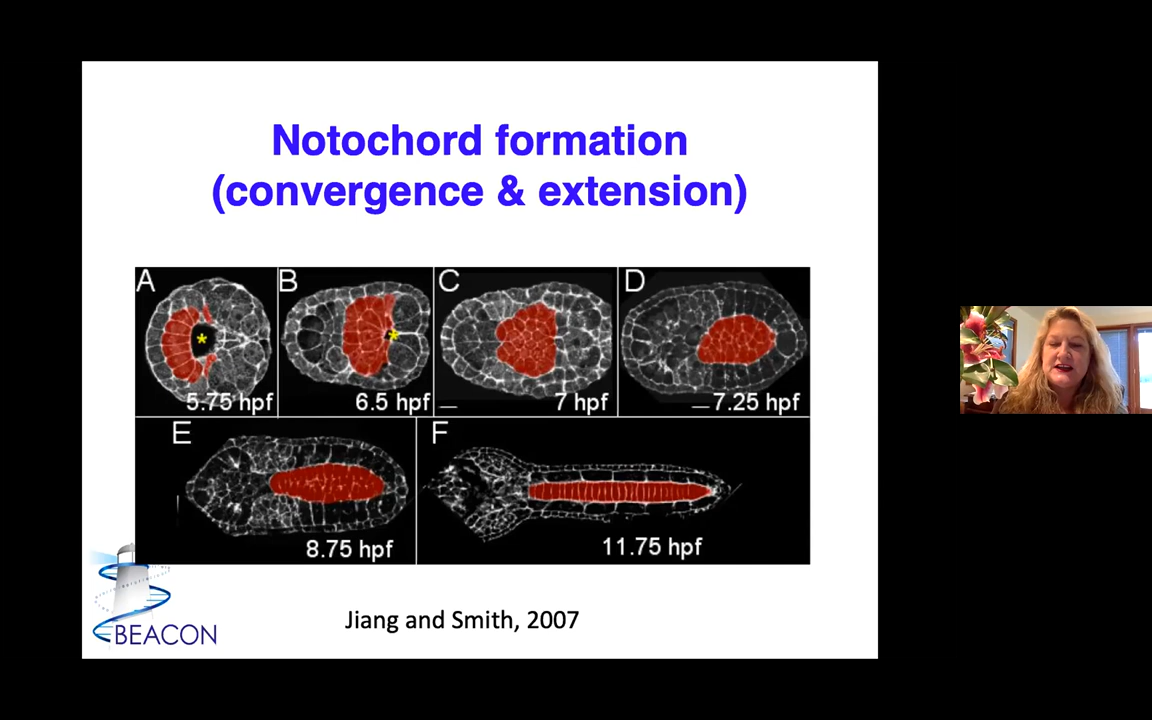 Notochord formation
(convergence & extension)
A
B
C
D
*
*
5.75 hpf
6.5 hpf
7 hpf
7.25 hpf
E
F
8.75 hpf
11.75 hpf
BEACON
Jiang and Smith, 2007